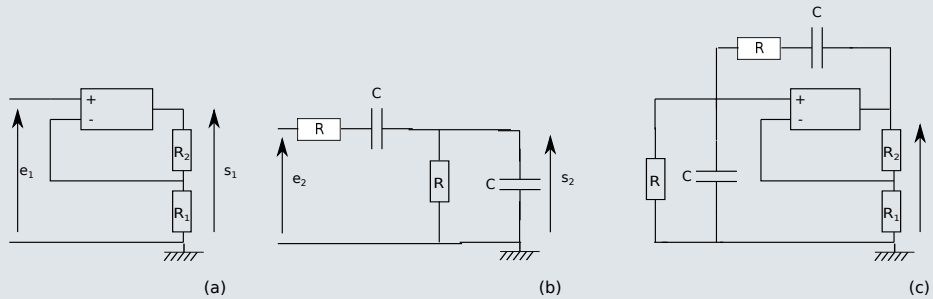 +
-
R₂
R₁
e₁
s₁
(a)
R
C
e₂
R
C
s₂
(b)
C
R
+
-
R
C
R₂
R₁
(c)